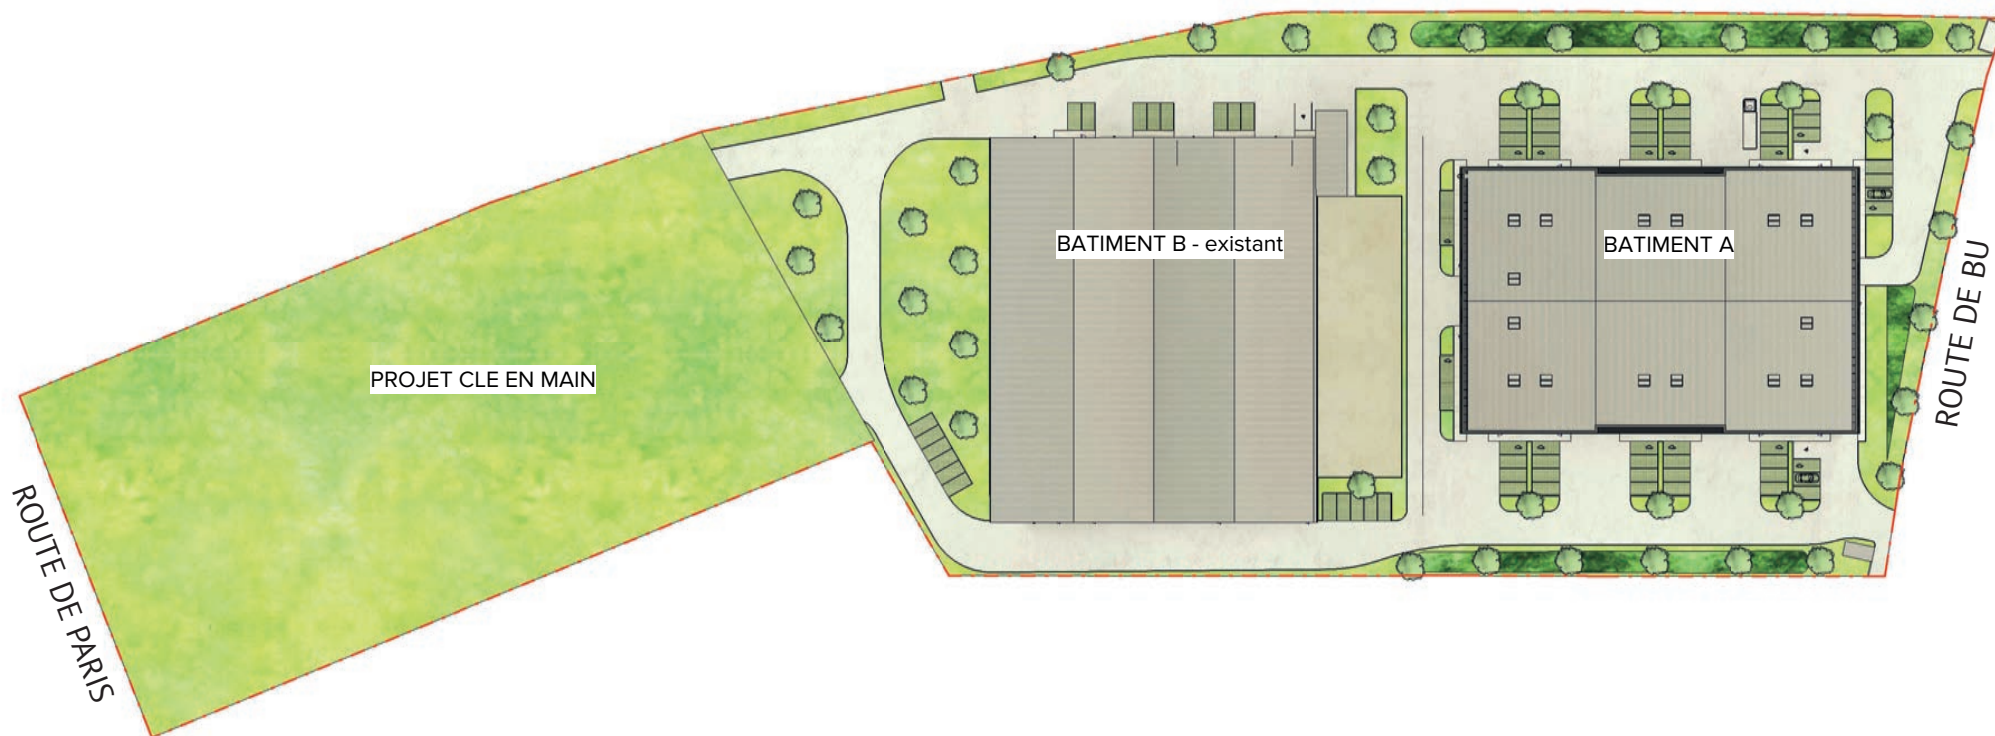 BATIMENT B - existant
BATIMENT A
ROUTE DE BU
PROJET CLE EN MAIN
ROUTE DE PARIS